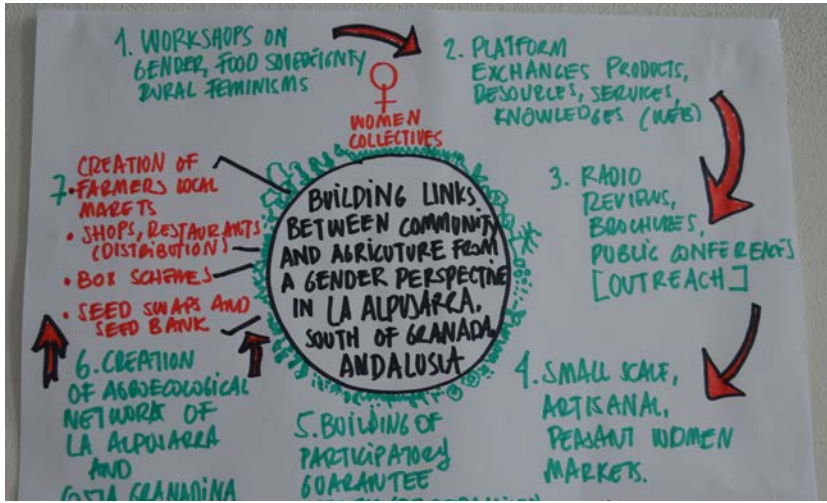 1. WORKSHOPS ON
GENDER, FOOD SOVEREIGNTY
RURAL FEMINISMS
WOMEN
COLLECTIVES
2. PLATFORM
EXCHANGES PRODUCTS,
RESOURCES, SERVICES,
KNOWLEDGES (WEB)
3. RADIO
REVIEWS,
BROCHURES,
PUBLIC CONFERENCES
[OUTREACH]
4. SMALL SCALE,
ARTISANAL,
PEASANT WOMEN
MARKETS.
5. BUILDING OF
PARTICIPATORY
GUARANTEE
6. CREATION
OF AGROECOLOGICAL
NETWORK OF
LA ALPUJARRA
AND
COSTA GRANADINA
7. CREATION OF
• FARMERS LOCAL
MARKETS
• SHOPS, RESTAURANTS
(DISTRIBUTION)
• BOX SCHEMES
• SEED SWAPS AND
SEED BANK
BUILDING LINKS
BETWEEN COMMUNITY
AND AGRICUTURE FROM
A GENDER PERSPECTIVE
IN LA ALPUJARRA,
SOUTH OF GRANADA,
ANDALUSIA